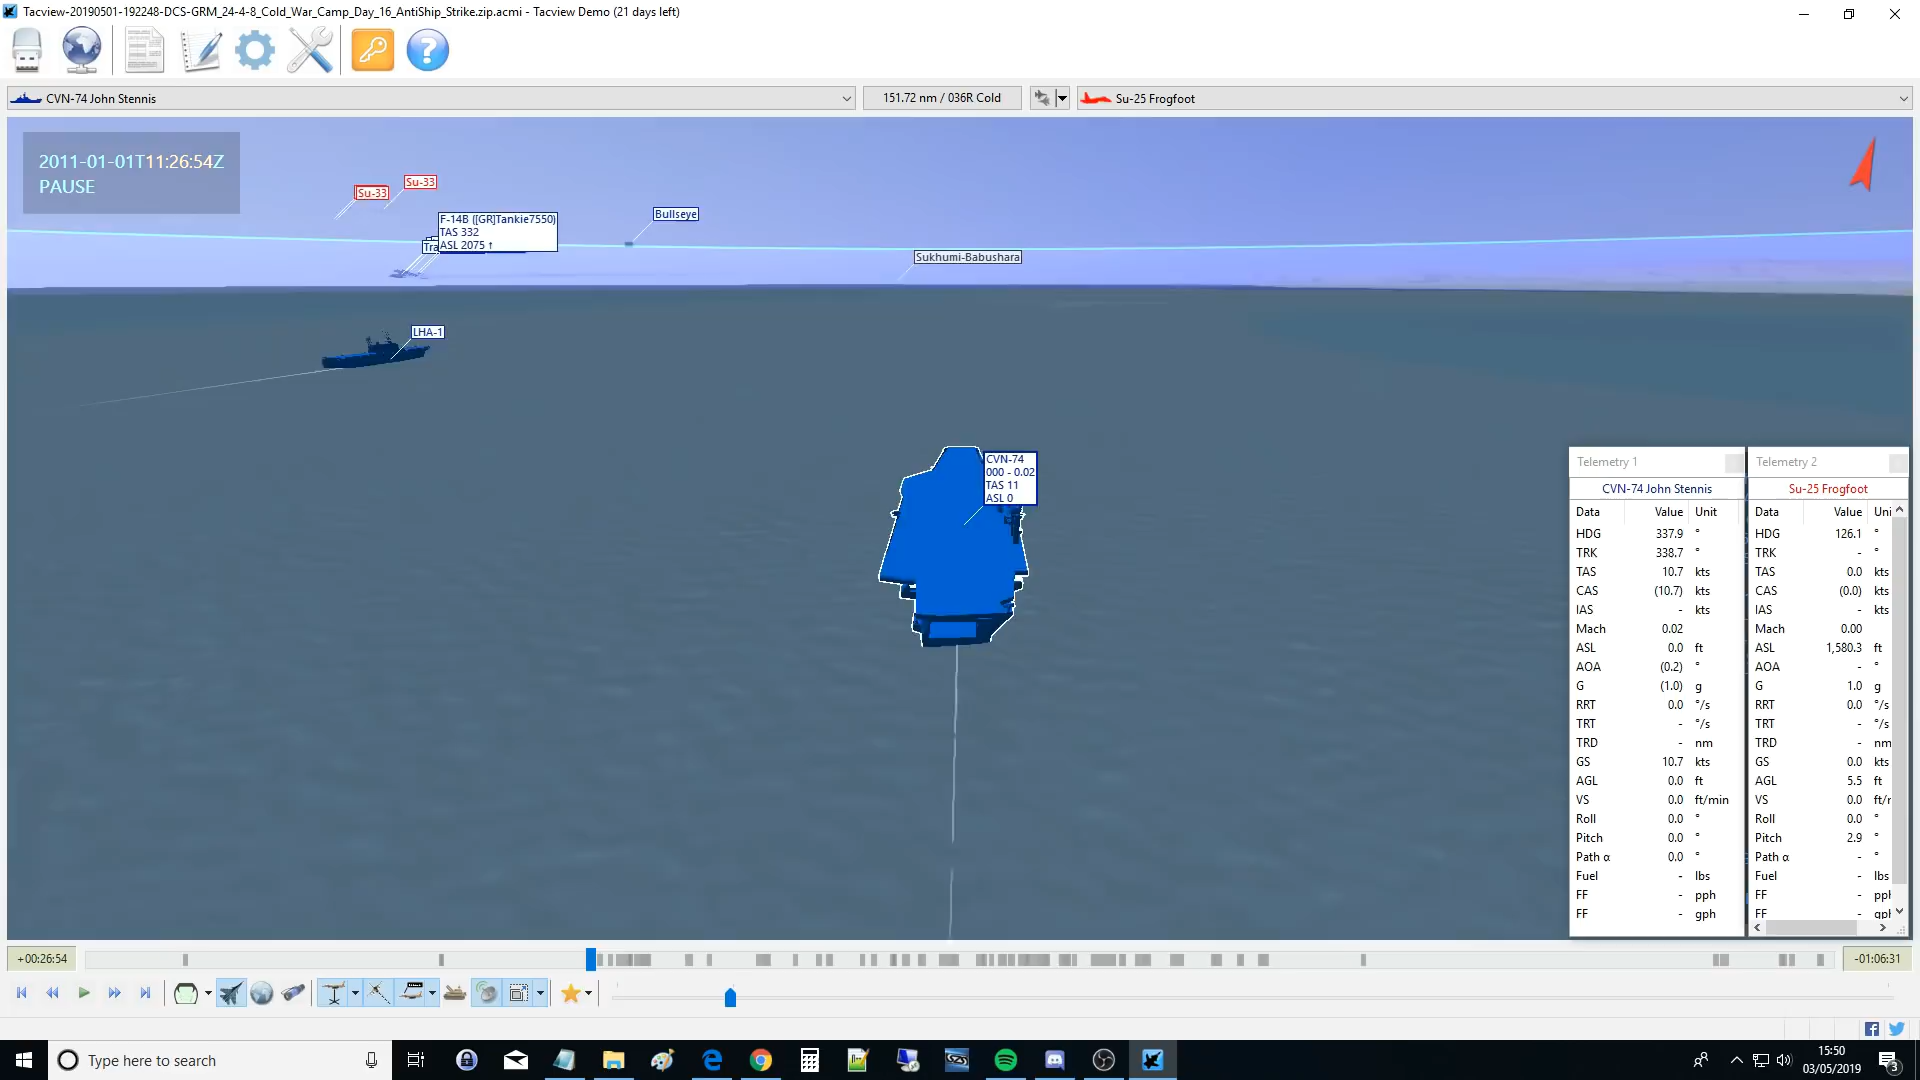 Tacview-20190501-192248-DCS-GRM_24-4-8_Cold_War_Camp_Day_16_AntiShip_Strike.zip.acmi - Tacview Demo (21 days left)
CVN-74 John Stennis
151.72 nm / 036R Cold
Su-25 Frogfoot
2011-01-01T11:26:54Z
PAUSE
Su-33
Su-33
F-14B ([GR]Tankie7550)
TAS 332
ASL 2075 ↑
Tra
Bullseye
Sukhumi-Babushara
LHA-1
CVN-74
000 - 0.02
TAS 11
ASL 0
Telemetry 1
CVN-74 John Stennis
Data Value Unit
HDG 337.9 °
TRK 338.7 °
TAS 10.7 kts
CAS (10.7) kts
IAS - kts
Mach 0.02
ASL 0.0 ft
AOA (0.2) °
G (1.0) g
RRT 0.0 °/s
TRT - °/s
TRD - nm
GS 10.7 kts
AGL 0.0 ft
VS 0.0 ft/min
Roll 0.0 °
Pitch 0.0 °
Path α 0.0 °
Fuel - lbs
FF - pph
FF - gph
Telemetry 2
Su-25 Frogfoot
Data Value Uni
HDG 126.1 °
TRK - °
TAS 0.0 kts
CAS (0.0) kts
IAS - kts
Mach 0.00
ASL 1,580.3 ft
AOA - °
G 1.0 g
RRT 0.0 °/s
TRT - °/s
TRD - nm
GS 0.0 kts
AGL 5.5 ft
VS 0.0 ft/r
Roll 0.0 °
Pitch 2.9 °
Path α - °
Fuel - lbs
FF - pph
FF - gph
+00:26:54
-01:06:31
Type here to search
15:50
03/05/2019
3